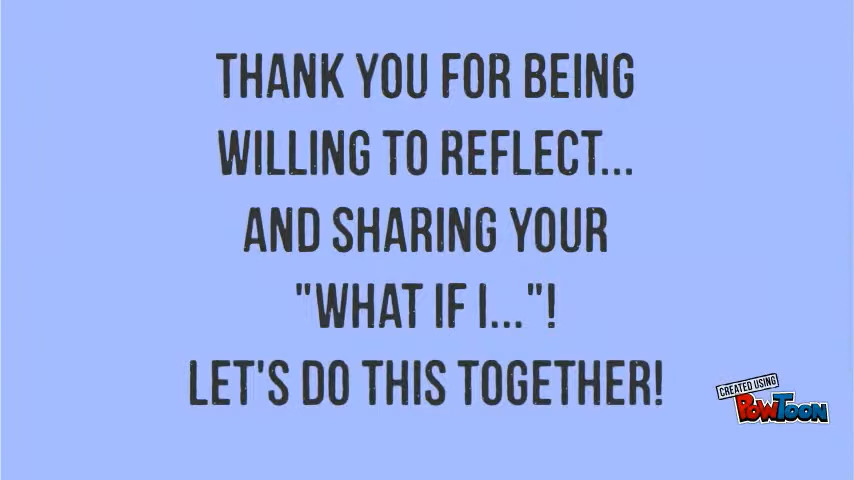 THANK YOU FOR BEING
WILLING TO REFLECT...
AND SHARING YOUR
"WHAT IF I..."!
LET'S DO THIS TOGETHER!
CREATED USING
POWTOON